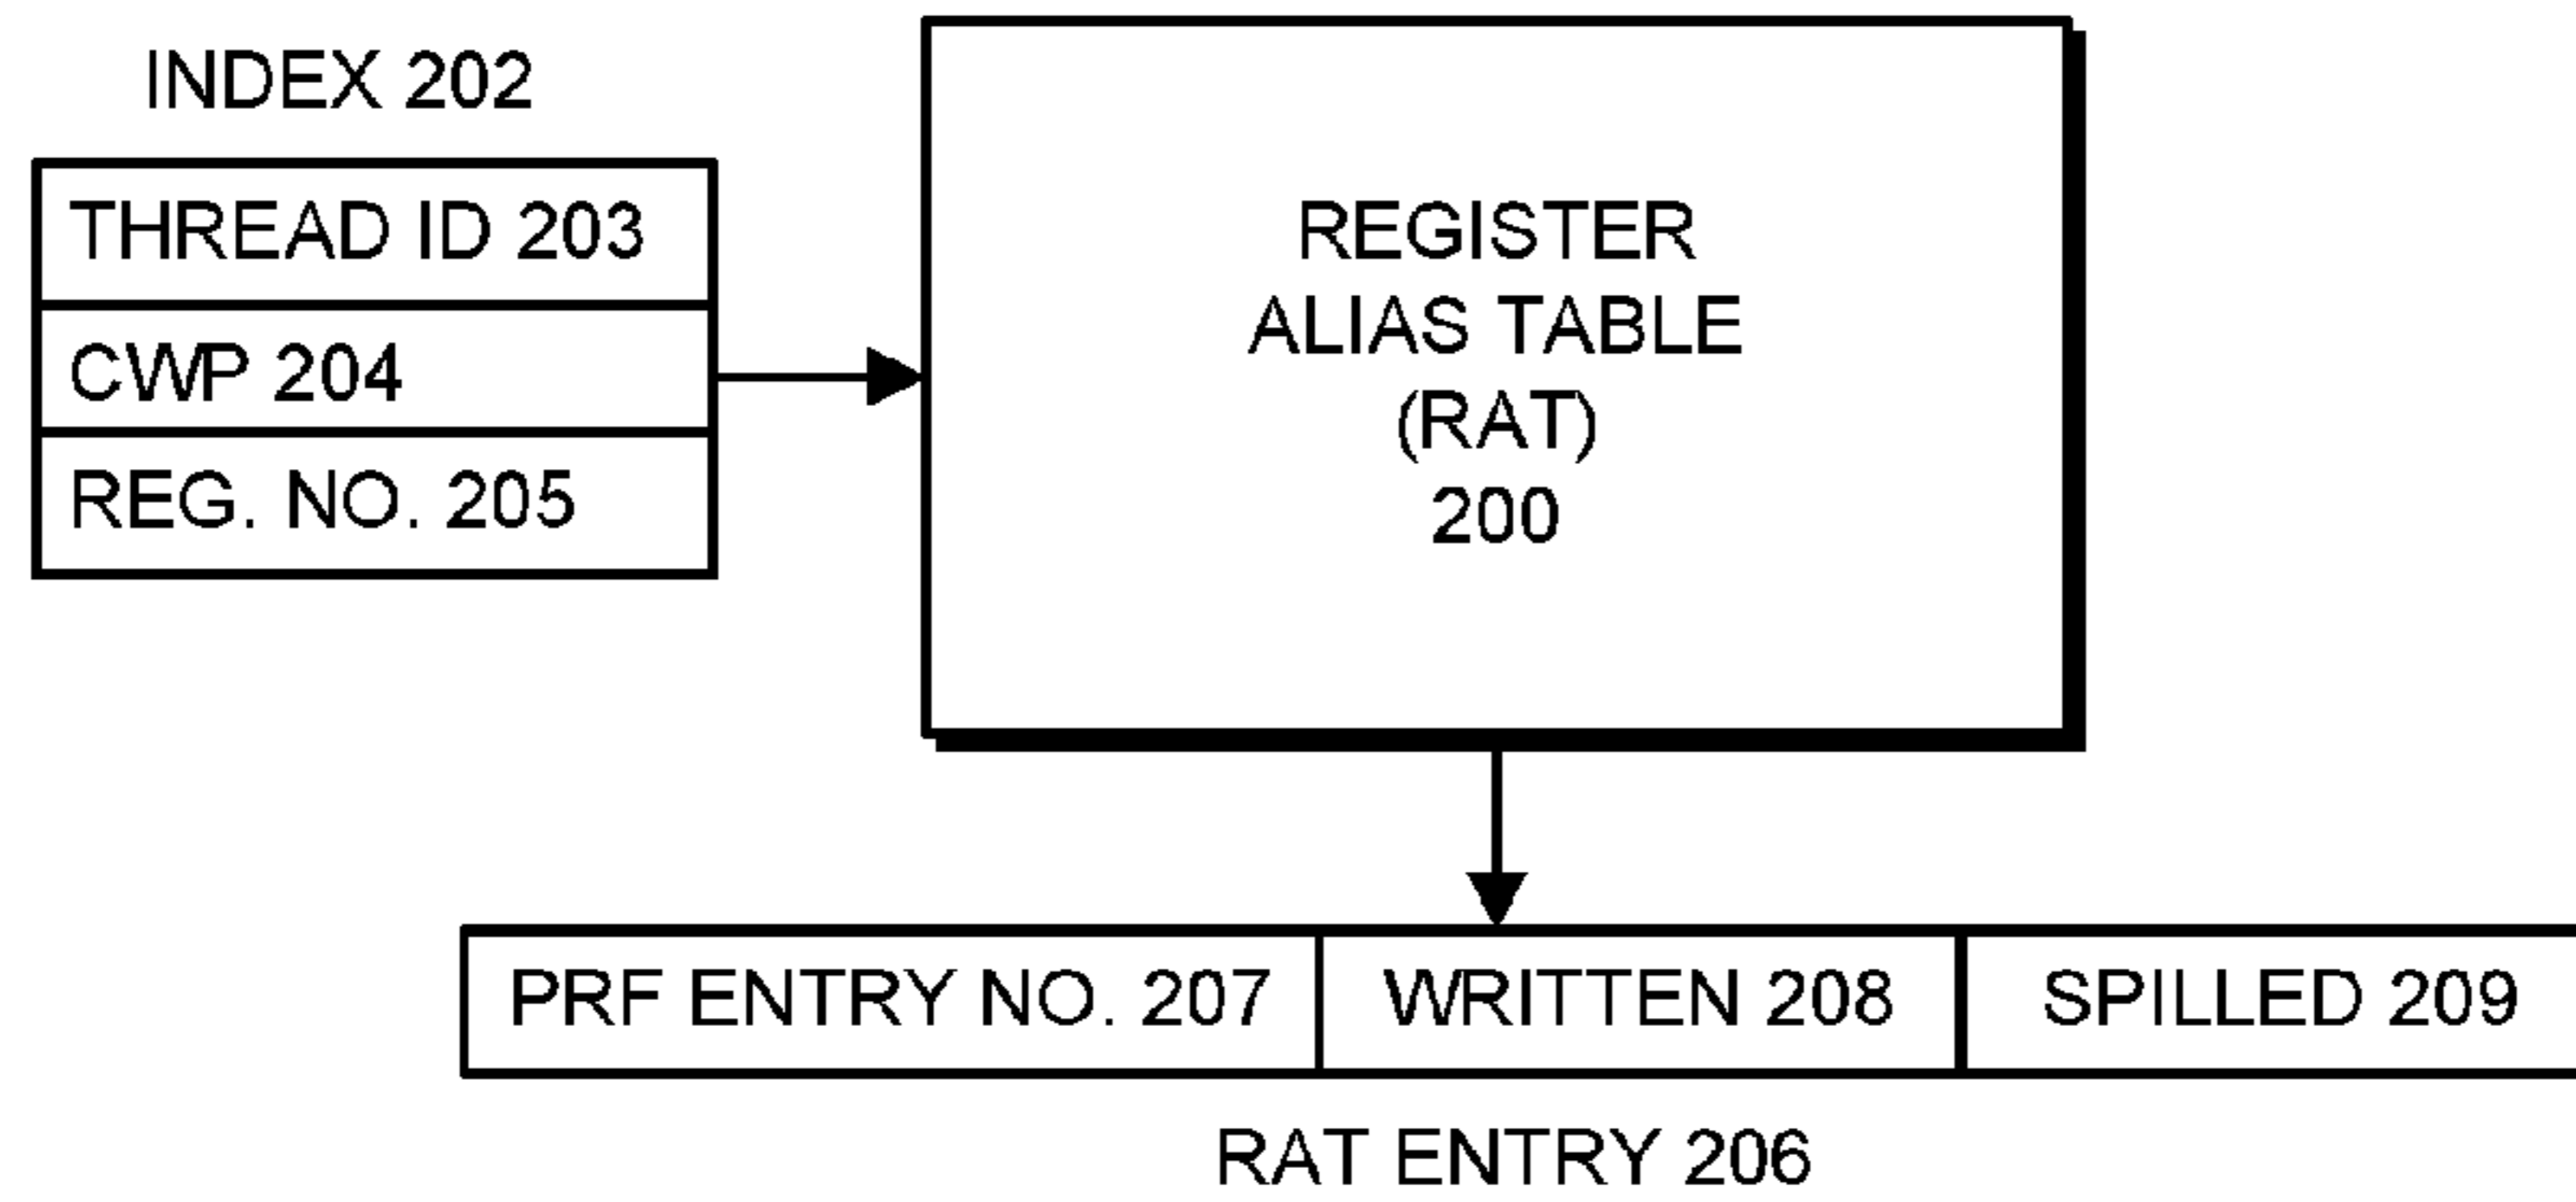 INDEX 202
THREAD ID 203
CWP 204
REG. NO. 205
REGISTER
ALIAS TABLE
(RAT)
200
PRF ENTRY NO. 207
WRITTEN 208
SPILLED 209
RAT ENTRY 206